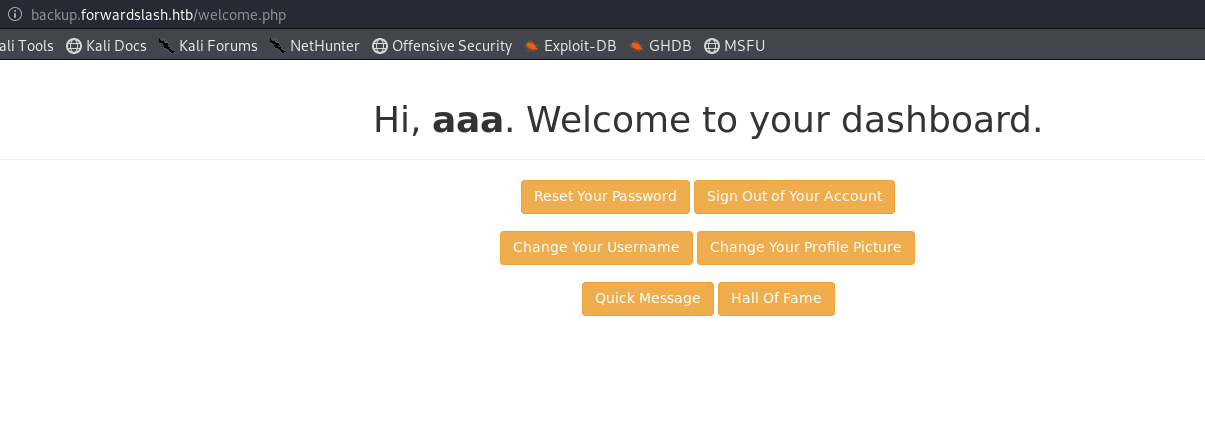 backup.forwardslash.htb/welcome.php
ali Tools Kali Docs Kali Forums NetHunter Offensive Security Exploit-DB GHDB MSFU
Hi, aaa. Welcome to your dashboard.
Reset Your Password Sign Out of Your Account
Change Your Username Change Your Profile Picture
Quick Message Hall Of Fame